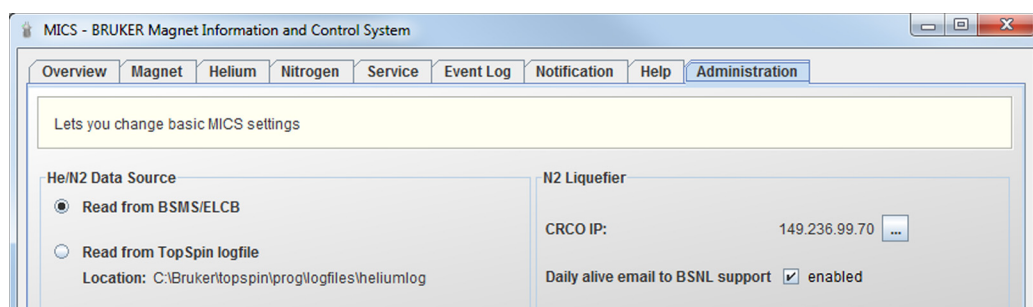 MICS - BRUKER Magnet Information and Control System
Overview Magnet Helium Nitrogen Service Event Log Notification Help Administration
Lets you change basic MICS settings
He/N2 Data Source
Read from BSMS/ELCB
Read from TopSpin logfile
Location: C:\Bruker\topspin\prog\logfiles\heliumlog
N2 Liquefier
CRCO IP: 149.236.99.70 ...
Daily alive email to BSNL support enabled